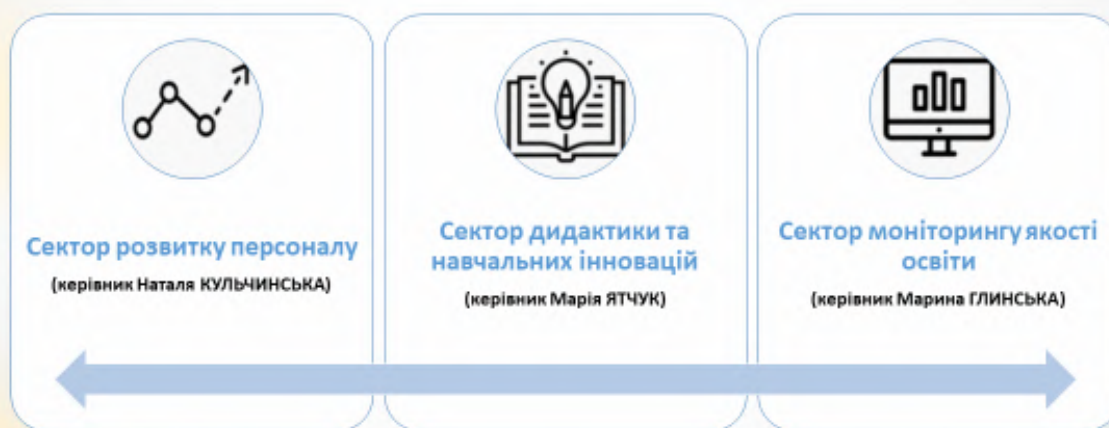 Сектор розвитку персоналу
(керівник Наталя КУЛЬЧИНСЬКА)
Сектор дидактики та
навчальних інновацій
(керівник Марія ЯТЧУК)
Сектор моніторингу якості
освіти
(керівник Марина ГЛИНСЬКА)